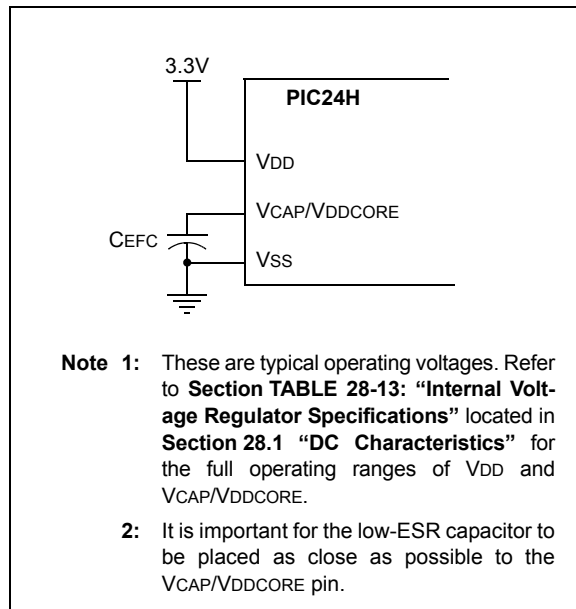 3.3V
PIC24H
VDD
VCAP/VDDCORE
CEFC
VSS
Note 1: These are typical operating voltages. Refer
to Section TABLE 28-13: “Internal Volt-
age Regulator Specifications” located in
Section 28.1 “DC Characteristics” for
the full operating ranges of VDD and
VCAP/VDDCORE.
2: It is important for the low-ESR capacitor to
be placed as close as possible to the
VCAP/VDDCORE pin.